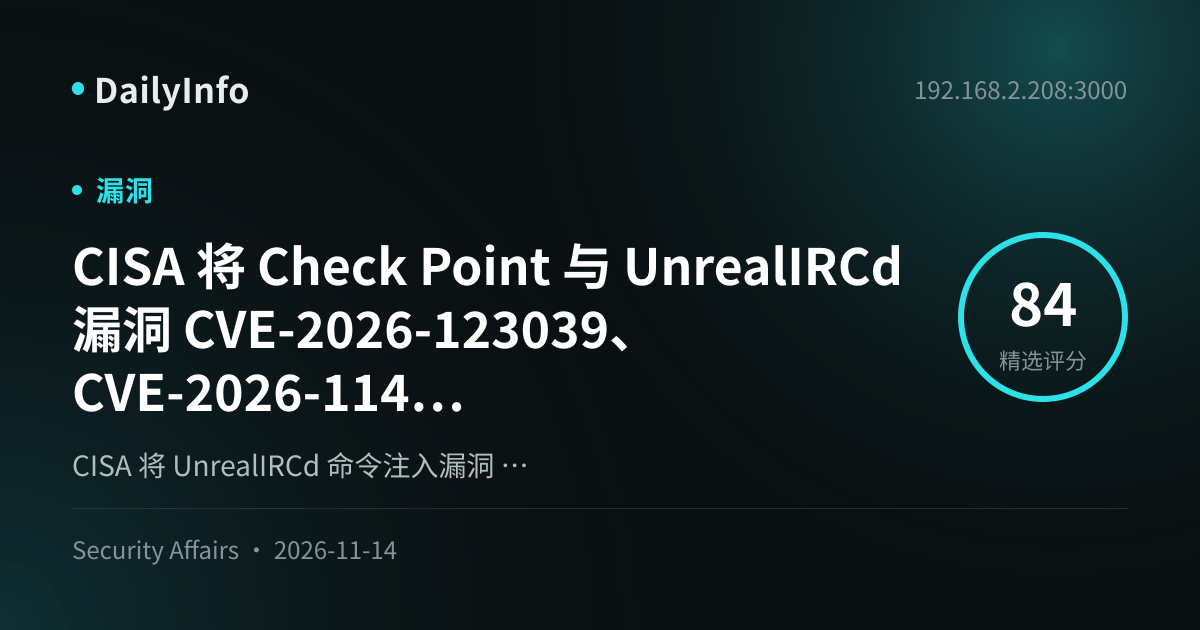 DailyInfo
192.168.2.208:3000
漏洞
CISA 将 Check Point 与 UnrealIRCd
漏洞 CVE-2026-123039、
CVE-2026-114…
84
精选评分
CISA 将 UnrealIRCd 命令注入漏洞 …
Security Affairs · 2026-11-14